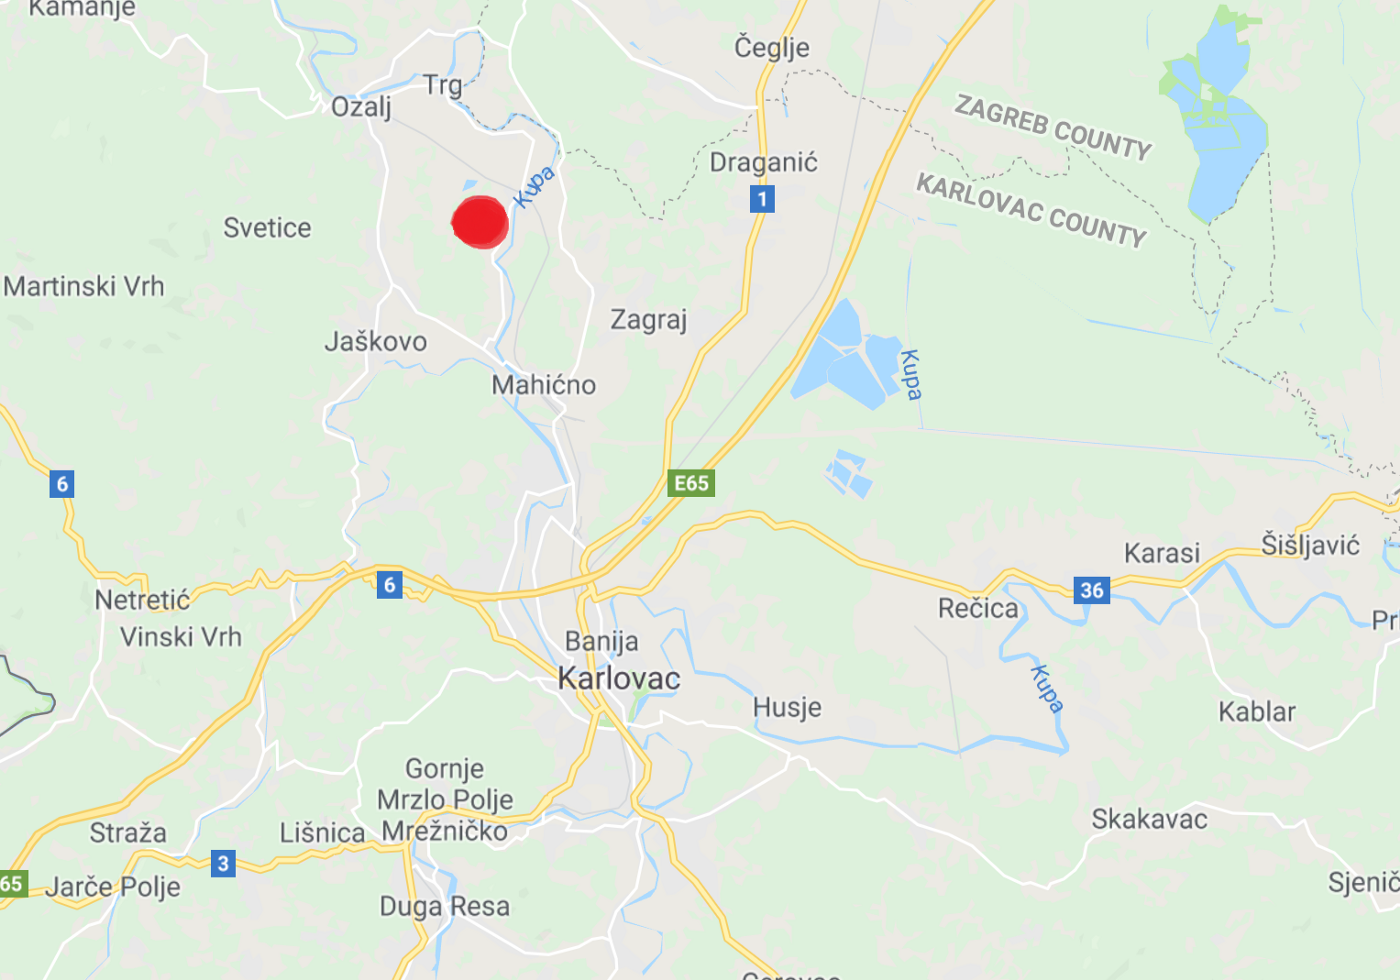 Kamanje
Čeglje
Trg
Ozalj
ZAGREB COUNTY
Draganić
Kupa
1
KARLOVAC COUNTY
Svetice
Martinski Vrh
Zagraj
Jaškovo
Kupa
Mahićno
6
E65
Šišljavić
Karasi
6
36
Netretić
Rečica
Pri
Vinski Vrh
Banija
Karlovac
Kupa
Husje
Kablar
Gornje
Mrzlo Polje
Mrežničko
Straža
Lišnica
Skakavac
3
65
Jarče Polje
Sjenič
Duga Resa